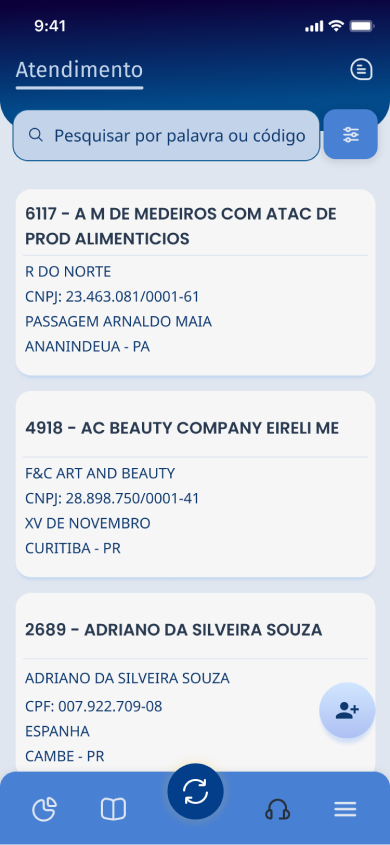 9:41
Atendimento
Pesquisar por palavra ou código
6117 - A M DE MEDEIROS COM ATAC DE
PROD ALIMENTICIOS
R DO NORTE
CNPJ: 23.463.081/0001-61
PASSAGEM ARNALDO MAIA
ANANINDEUA - PA
4918 - AC BEAUTY COMPANY EIRELI ME
F&C ART AND BEAUTY
CNPJ: 28.898.750/0001-41
XV DE NOVEMBRO
CURITIBA - PR
2689 - ADRIANO DA SILVEIRA SOUZA
ADRIANO DA SILVEIRA SOUZA
CPF: 007.922.709-08
ESPANHA
CAMBE - PR